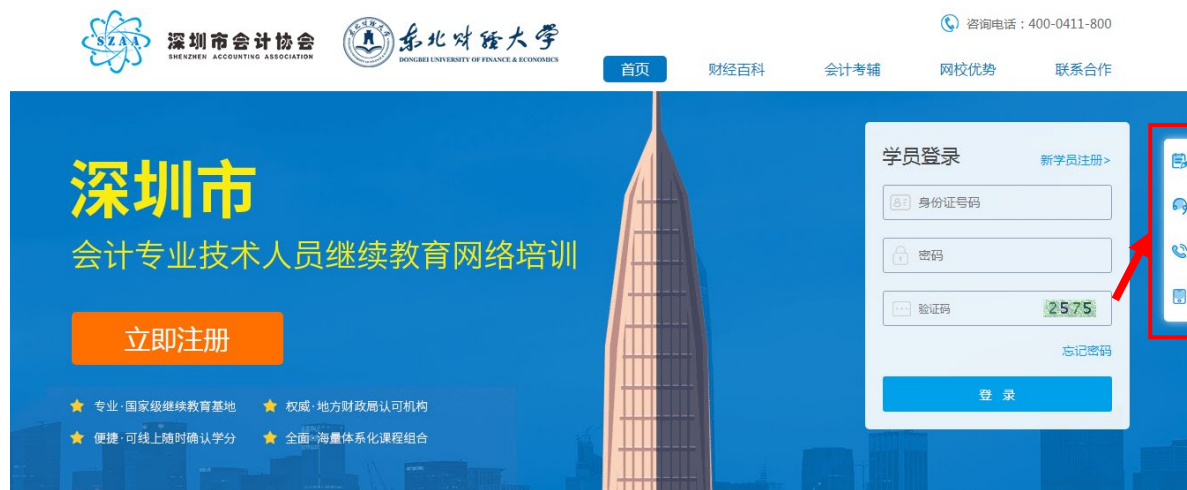 SZAA
深圳市会计协会
SHENZHEN ACCOUNTING ASSOCIATION
东北财经大学
DONGBEI UNIVERSITY OF FINANCE & ECONOMICS
咨询电话：400-0411-800
首页 财经百科 会计考辅 网校优势 联系合作
深圳市
会计专业技术人员继续教育网络培训
立即注册
专业·国家级继续教育基地 权威·地方财政局认可机构
便捷·可线上随时确认学分 全面·海量体系化课程组合
学员登录 新学员注册>
身份证号码
密码
验证码 2575
忘记密码
登 录